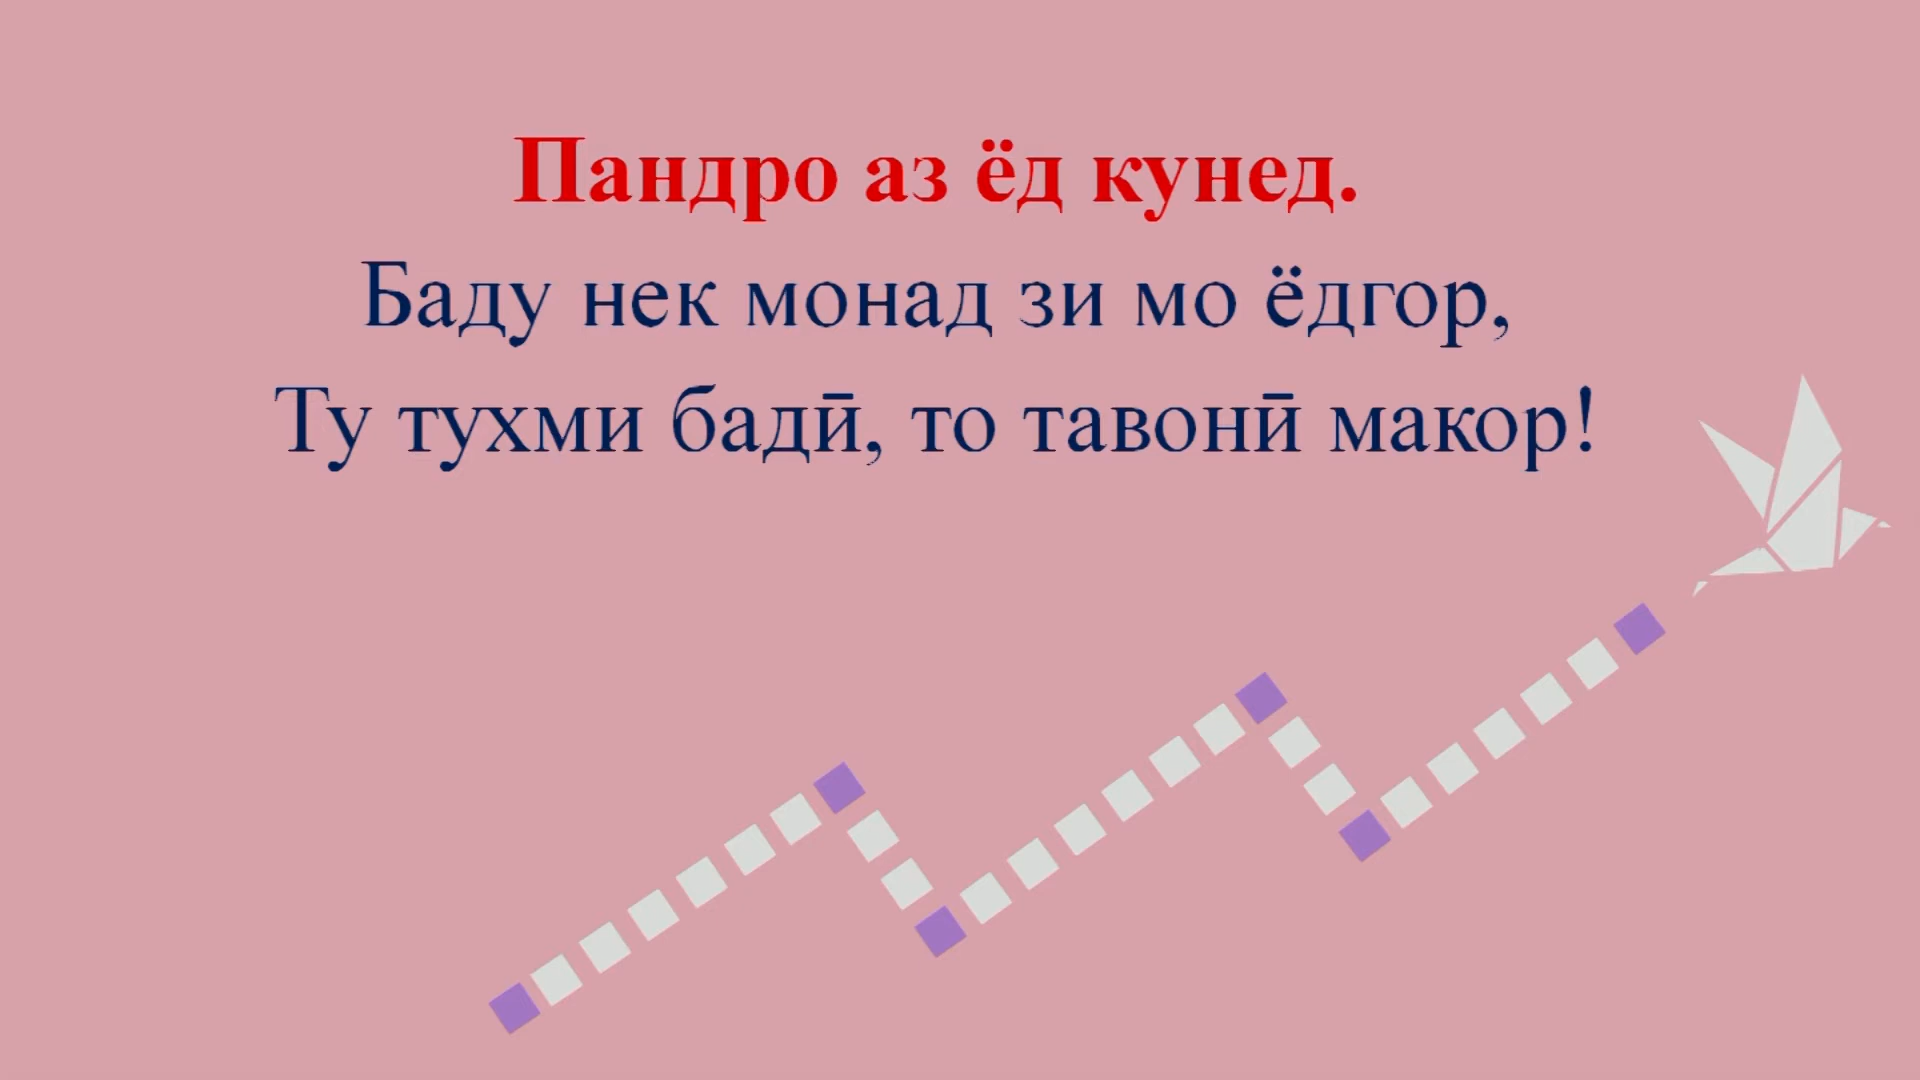 Пандро аз ёд кунед.
Баду нек монад зи мо ёдгор,
Ту тухми бадӣ, то тавонӣ макор!